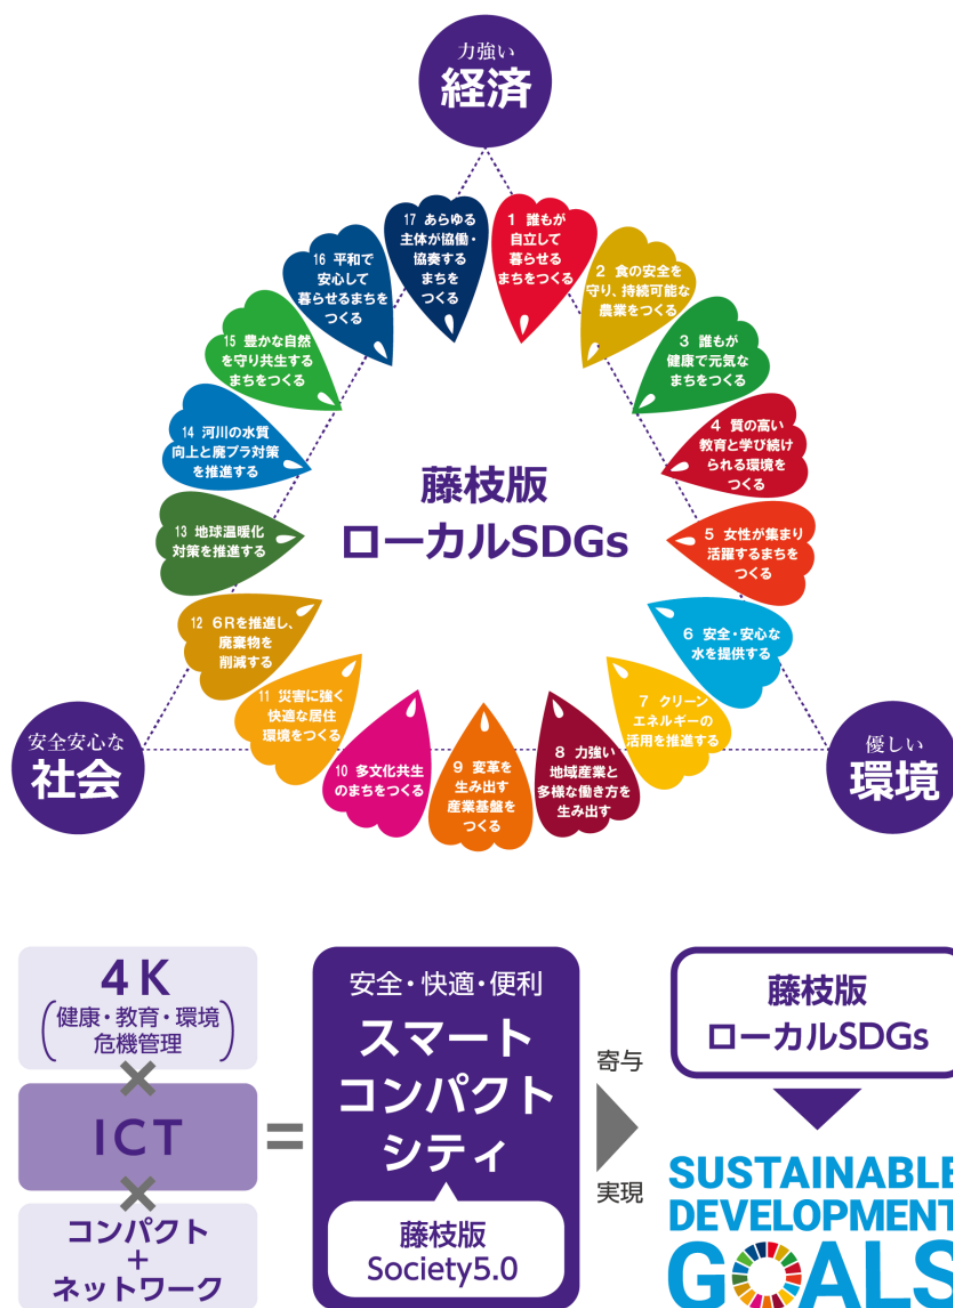 力強い
経済
1 誰もが
自立して
暮らせる
まちをつくる
2 食の安全を
守り、持続可能な
農業をつくる
3 誰もが
健康で元気な
まちをつくる
4 質の高い
教育と学び続け
られる環境を
つくる
5 女性が集まり
活躍するまちを
つくる
6 安全・安心な
水を提供する
7 クリーン
エネルギーの
活用を推進する
8 力強い
地域産業と
多様な働き方を
生み出す
9 変革を
生み出す
産業基盤を
つくる
10 多文化共生
のまちをつくる
11 災害に強く
快適な居住
環境をつくる
12 6Rを推進し、
廃棄物を
削減する
13 地球温暖化
対策を推進する
14 河川の水質
向上と廃プラ対策
を推進する
15 豊かな自然
を守り共生する
まちをつくる
16 平和で
安心して
暮らせるまちを
つくる
17 あらゆる
主体が協働・
協奏する
まちを
つくる
藤枝版
ローカルSDGs
安全安心な
社会
優しい
環境
4K
(健康・教育・環境
危機管理)
×
ICT
×
コンパクト
+
ネットワーク
=
安全・快適・便利
スマート
コンパクト
シティ
藤枝版
Society5.0
寄与
実現
藤枝版
ローカルSDGs
SUSTAINABLE
DEVELOPMENT
GOALS